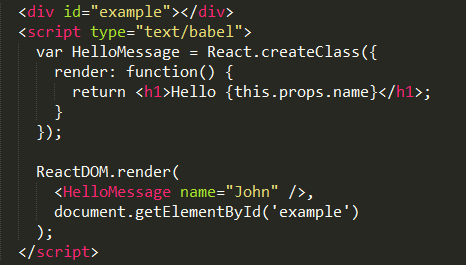 <div id="example"></div>
<script type="text/babel">
  var HelloMessage = React.createClass({
    render: function() {
      return <h1>Hello {this.props.name}</h1>;
    }
  });

  ReactDOM.render(
    <HelloMessage name="John" />,
    document.getElementById('example')
  );
</script>